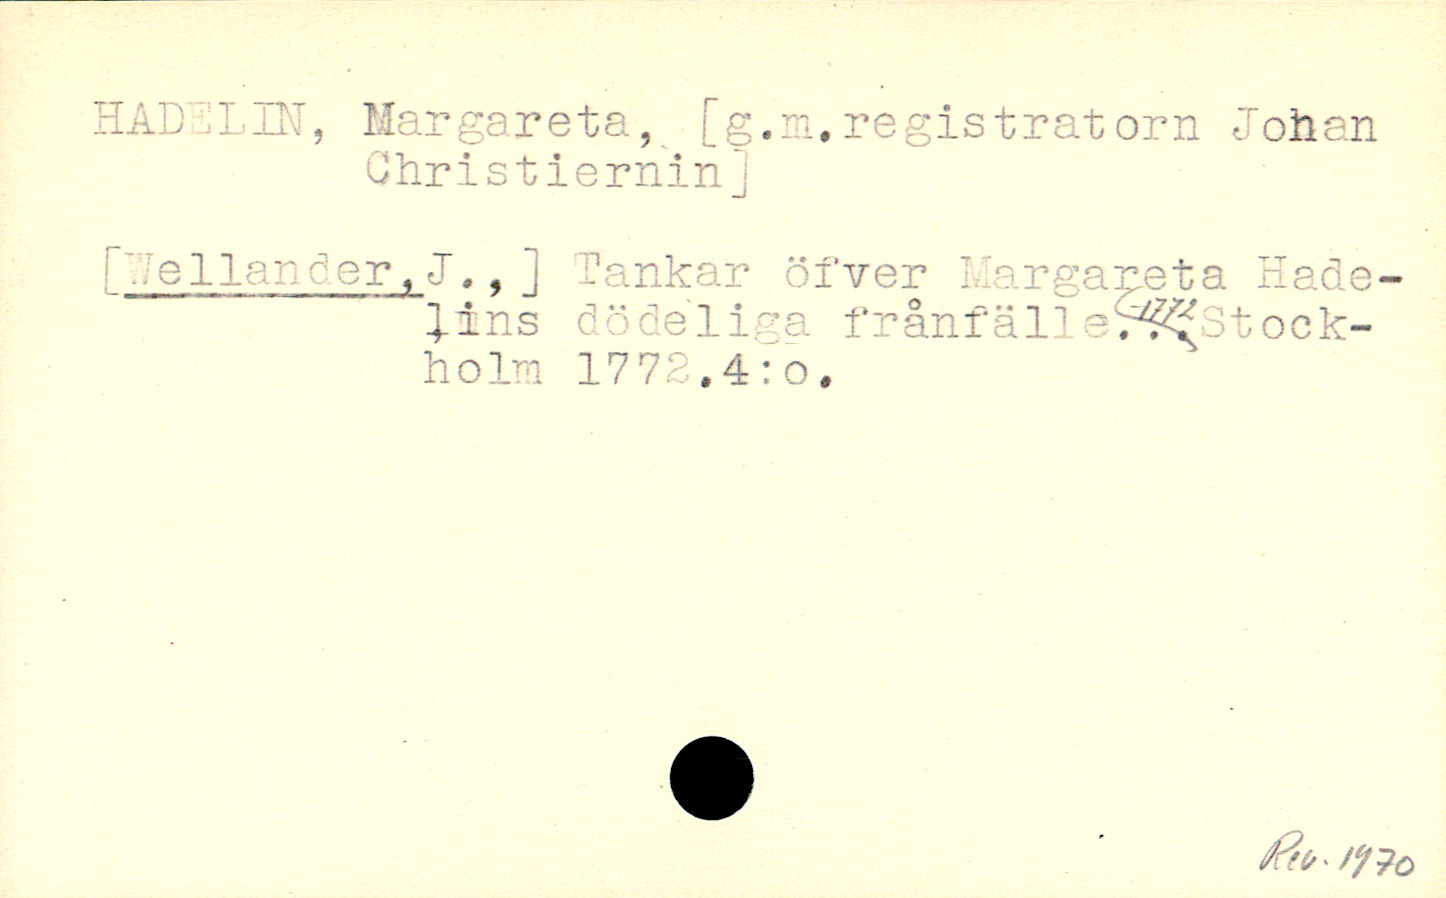 HADELIN, Margareta, [g.m.registratorn Johan
Christiernin]
[Wellander,J.,] Tankar öfver Margareta Hade-
lins dödeliga frånfälle...Stock-
1772
holm 1772.4:o.
Rev. 1970